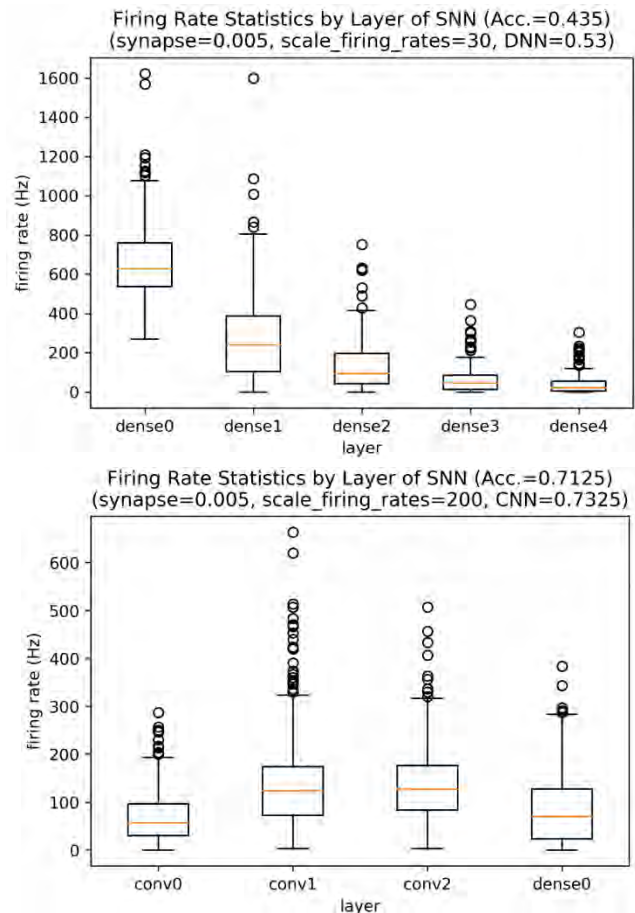 Firing Rate Statistics by Layer of SNN (Acc.=0.435)
(synapse=0.005, scale_firing_rates=30, DNN=0.53)
1600
1400
1200
1000
800
600
400
200
0
firing rate (Hz)
dense0 dense1 dense2 dense3 dense4
layer
Firing Rate Statistics by Layer of SNN (Acc.=0.7125)
(synapse=0.005, scale_firing_rates=200, CNN=0.7325)
600
500
400
300
200
100
0
firing rate (Hz)
conv0 conv1 conv2 dense0
layer